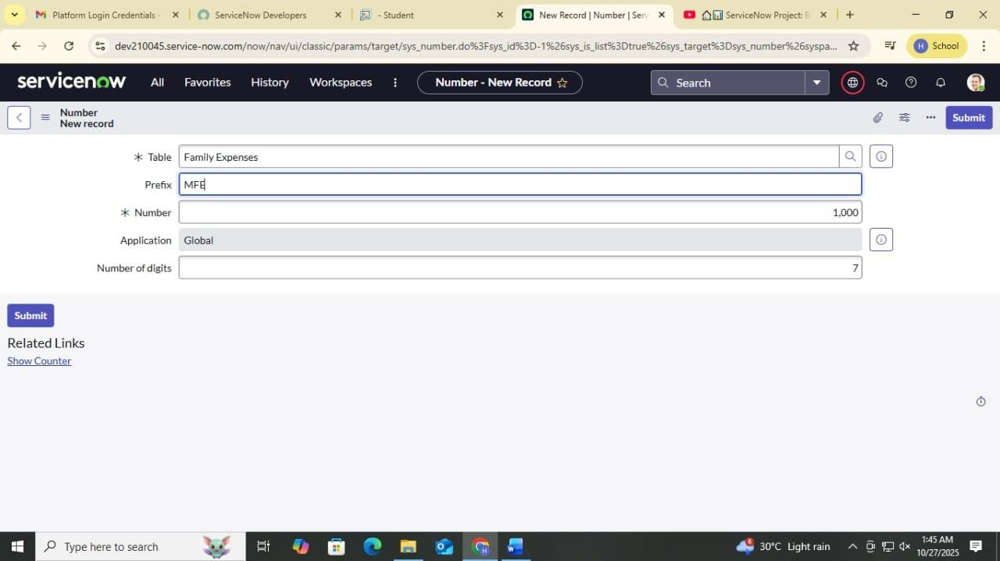 Platform Login Credentials -
ServiceNow Developers
- Student
New Record | Number | Serv
ServiceNow Project: B
dev210045.service-now.com/now/nav/ui/classic/params/target/sys_number.do%3Fsys_id%3D-1%26sys_is_list%3Dtrue%26sys_target%3Dsys_number%26syspa...
H School
servicenow All Favorites History Workspaces Number - New Record Search
Number
New record
Submit
Table Family Expenses
Prefix MFE
Number 1,000
Application Global
Number of digits 7
Submit
Related Links
Show Counter
Type here to search
6 30°C Light rain
1:45 AM
10/27/2025